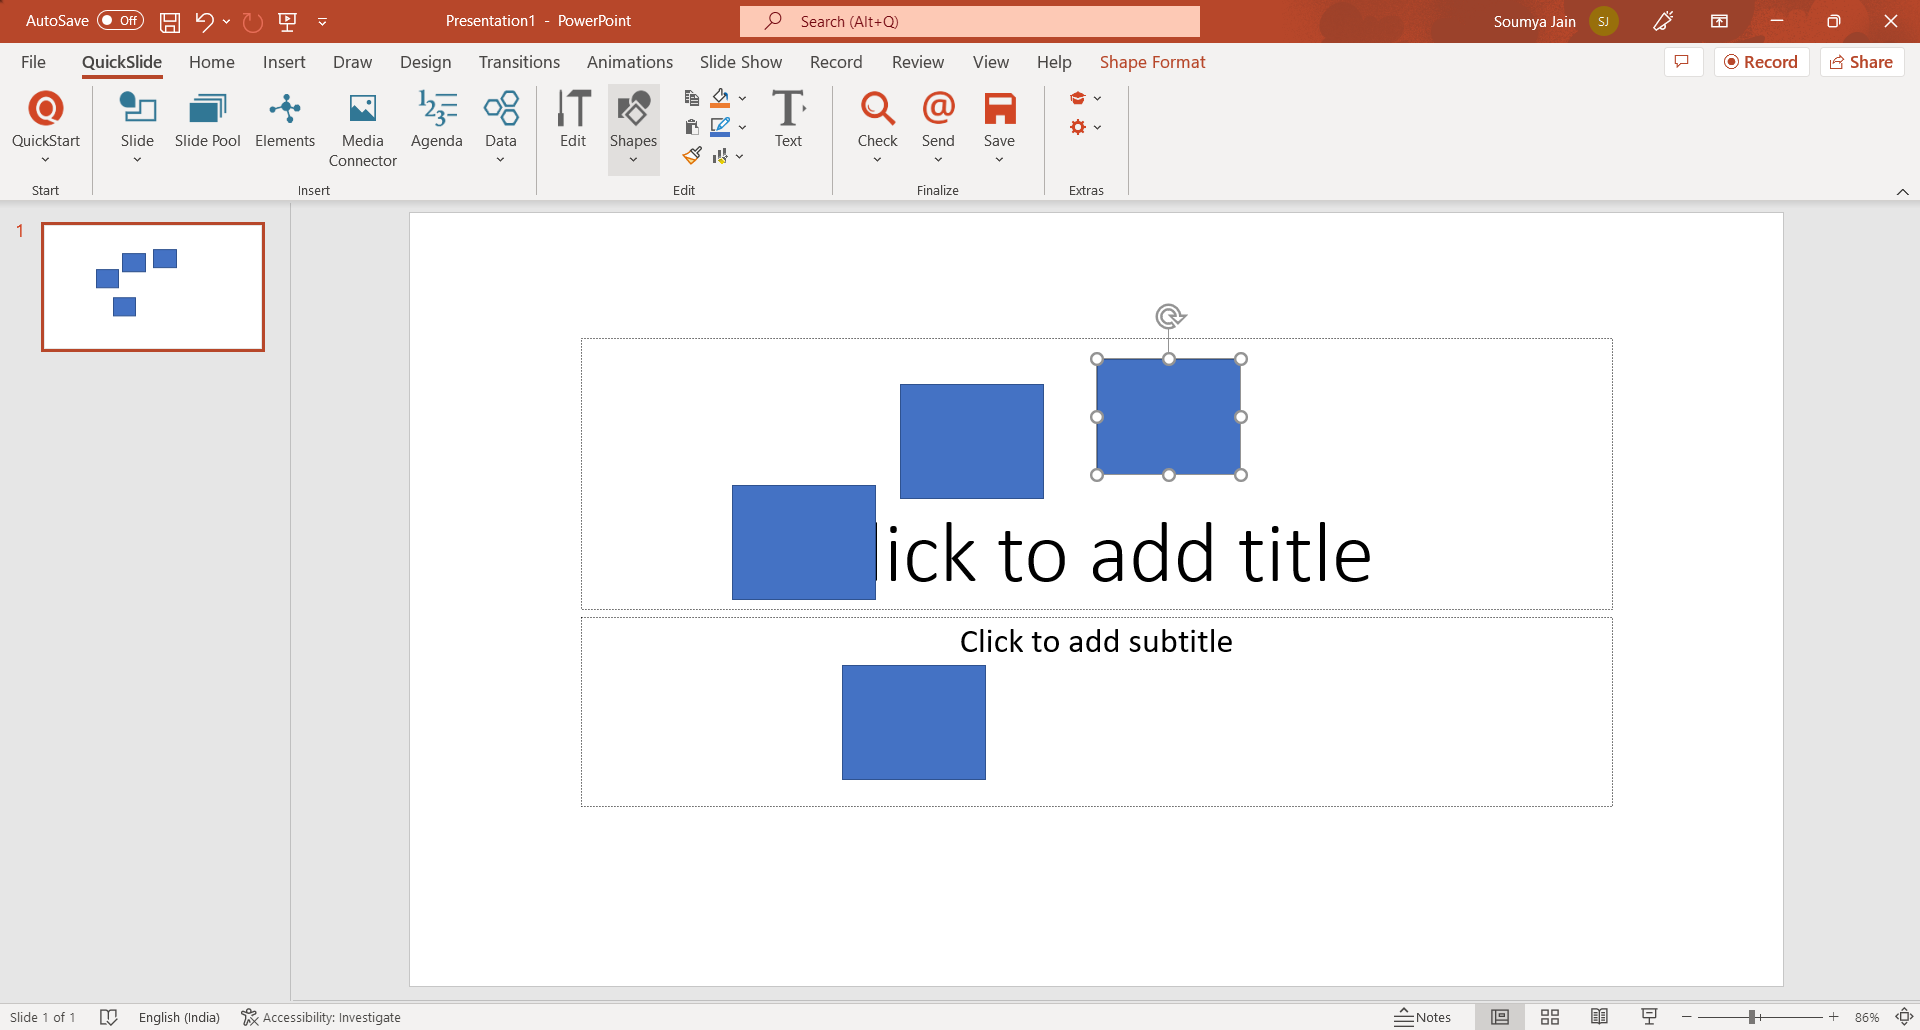 AutoSave Off Presentation1 - PowerPoint Search (Alt+Q) Soumya Jain SJ
File QuickSlide Home Insert Draw Design Transitions Animations Slide Show Record Review View Help Shape Format Record Share
QuickStart Slide Slide Pool Elements Media Connector Agenda 123 Data Edit Shapes Text Check Send Save
Start Insert Edit Finalize Extras
1
lick to add title
Click to add subtitle
Slide 1 of 1 English (India) Accessibility: Investigate Notes 86%